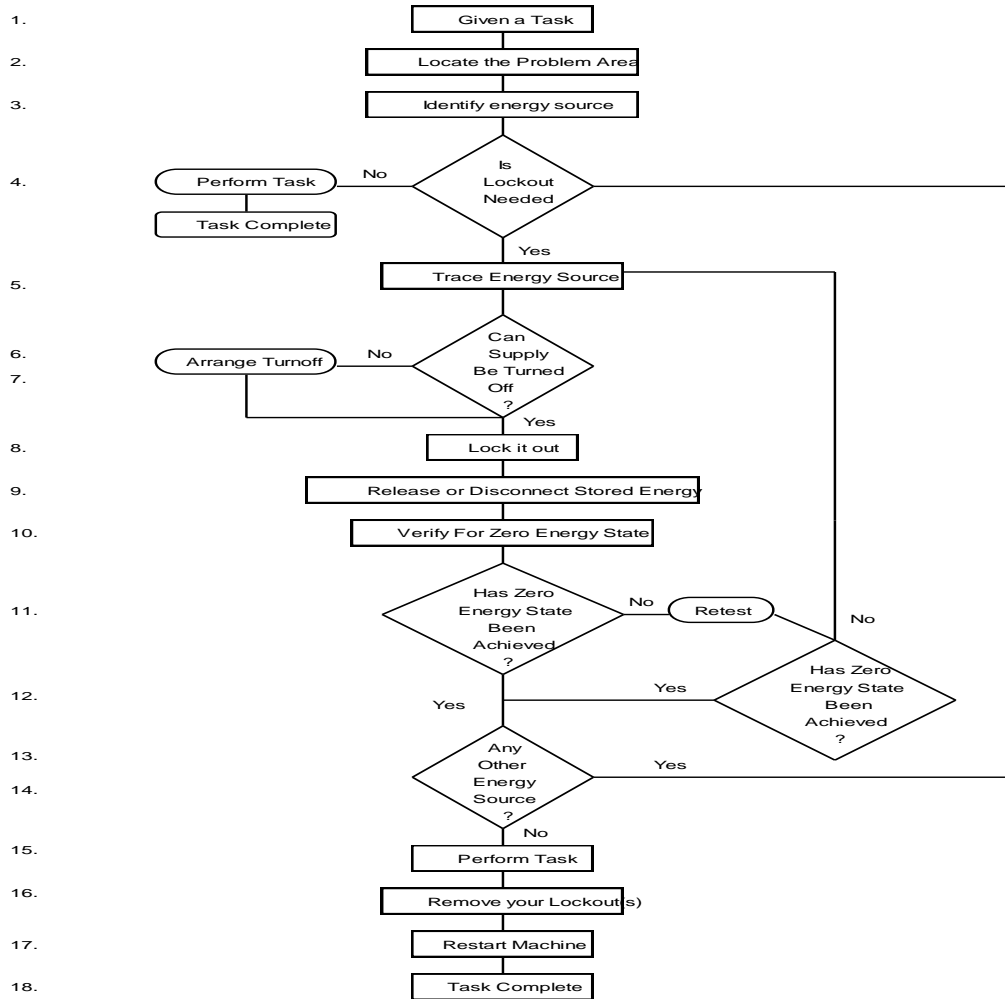 1.
Given a Task
2.
Locate the Problem Area
3.
Identify energy source
4.
Is
Lockout
Needed
No
Perform Task
Task Complete
Yes
5.
Trace Energy Source
6.
7.
Can
Supply
Be Turned
Off
?
No
Arrange Turnoff
Yes
8.
Lock it out
9.
Release or Disconnect Stored Energy
10.
Verify For Zero Energy State
11.
Has Zero
Energy State
Been
Achieved
?
No
Retest
No
12.
Yes
Yes
Has Zero
Energy State
Been
Achieved
?
13.
14.
Any
Other
Energy
Source
?
Yes
No
15.
Perform Task
16.
Remove your Lockout(s)
17.
Restart Machine
18.
Task Complete